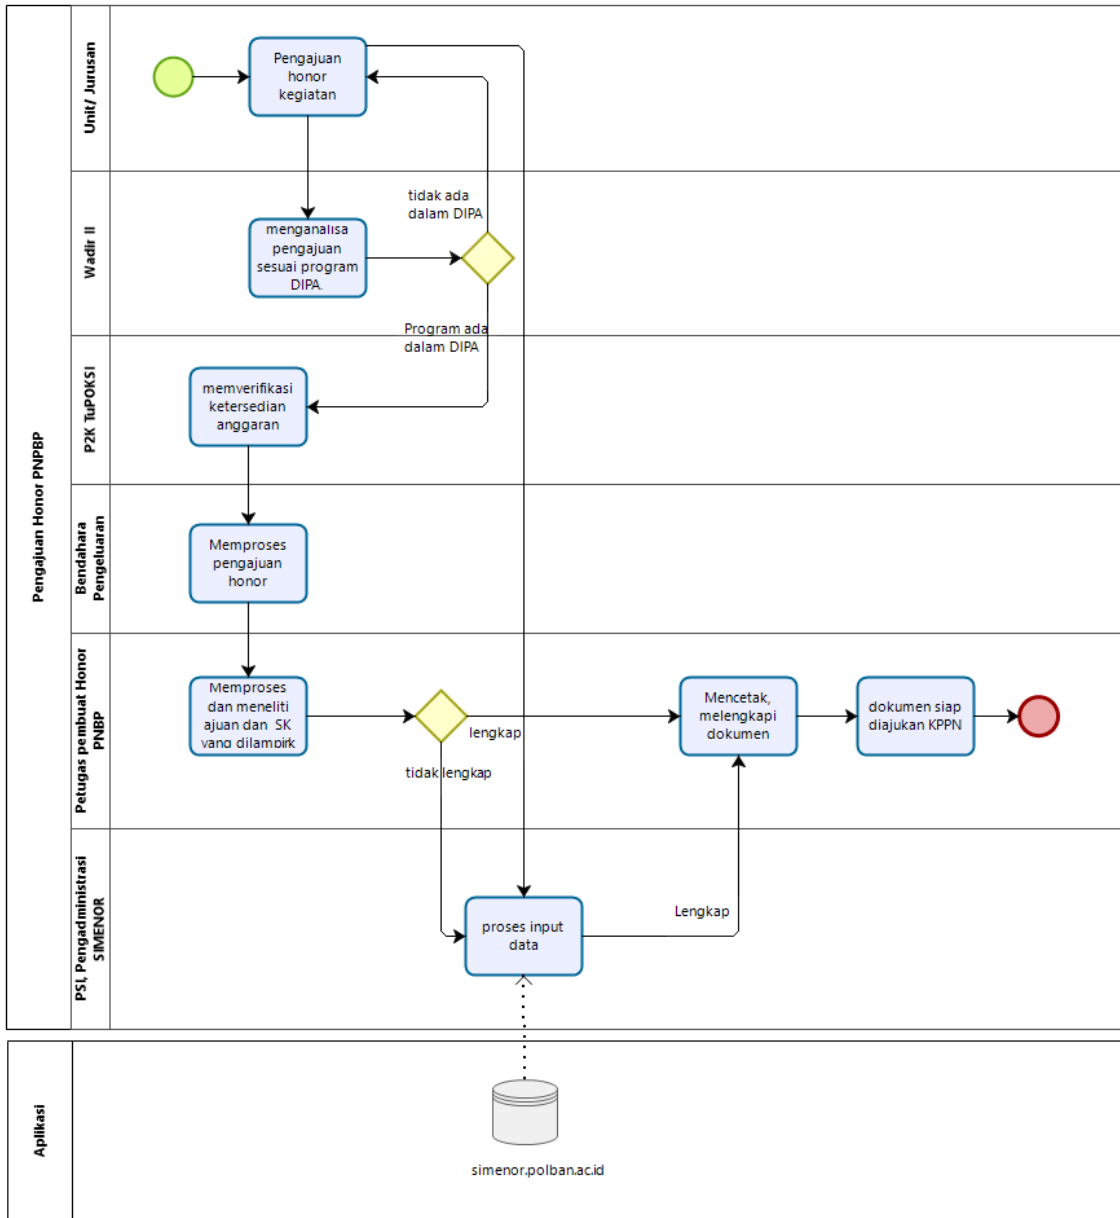 Pengajuan Honor PNPBP
Unit/ Jurusan
Pengajuan
honor
kegiatan
Wadir II
menganalisa
pengajuan
sesuai program
DIPA.
tidak ada
dalam DIPA
Program ada
dalam DIPA
P2K TuPOKSI
memverifikasi
ketersedian
anggaran
Bendahara
Pengeluaran
Memproses
pengajuan
honor
Petugas pembuat Honor
PNBP
Memproses
dan meneliti
ajuan dan SK
yang dilampirk
lengkap
tidak lengkap
Mencetak,
melengkapi
dokumen
dokumen siap
diajukan KPPN
PSI, Pengadministrasi
SIMENOR
proses input
data
Lengkap
Aplikasi
simenor.polban.ac.id